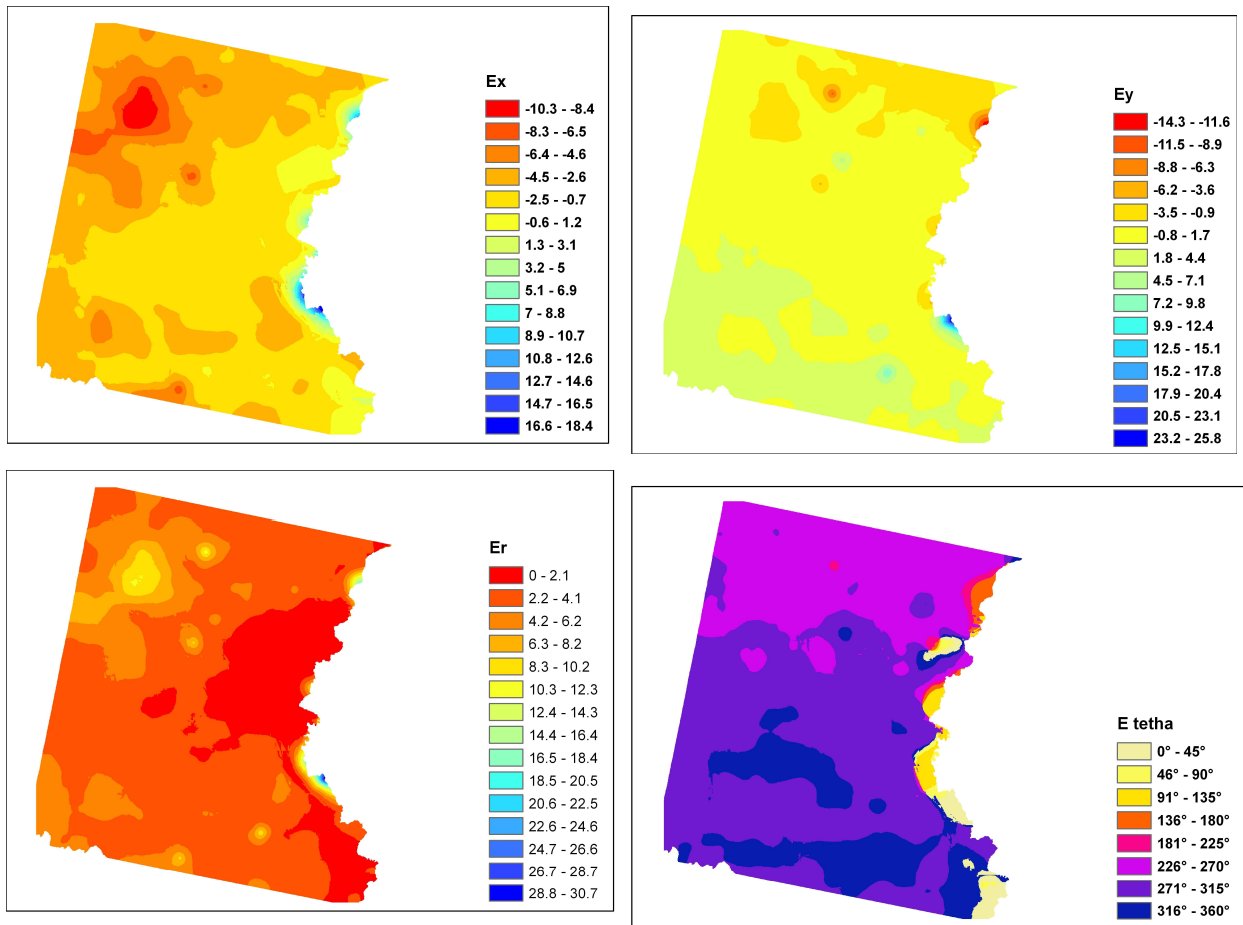 Ex
-10.3 - -8.4
-8.3 - -6.5
-6.4 - -4.6
-4.5 - -2.6
-2.5 - -0.7
-0.6 - 1.2
1.3 - 3.1
3.2 - 5
5.1 - 6.9
7 - 8.8
8.9 - 10.7
10.8 - 12.6
12.7 - 14.6
14.7 - 16.5
16.6 - 18.4
Ey
-14.3 - -11.6
-11.5 - -8.9
-8.8 - -6.3
-6.2 - -3.6
-3.5 - -0.9
-0.8 - 1.7
1.8 - 4.4
4.5 - 7.1
7.2 - 9.8
9.9 - 12.4
12.5 - 15.1
15.2 - 17.8
17.9 - 20.4
20.5 - 23.1
23.2 - 25.8
Er
0 - 2.1
2.2 - 4.1
4.2 - 6.2
6.3 - 8.2
8.3 - 10.2
10.3 - 12.3
12.4 - 14.3
14.4 - 16.4
16.5 - 18.4
18.5 - 20.5
20.6 - 22.5
22.6 - 24.6
24.7 - 26.6
26.7 - 28.7
28.8 - 30.7
E tetha
0° - 45°
46° - 90°
91° - 135°
136° - 180°
181° - 225°
226° - 270°
271° - 315°
316° - 360°